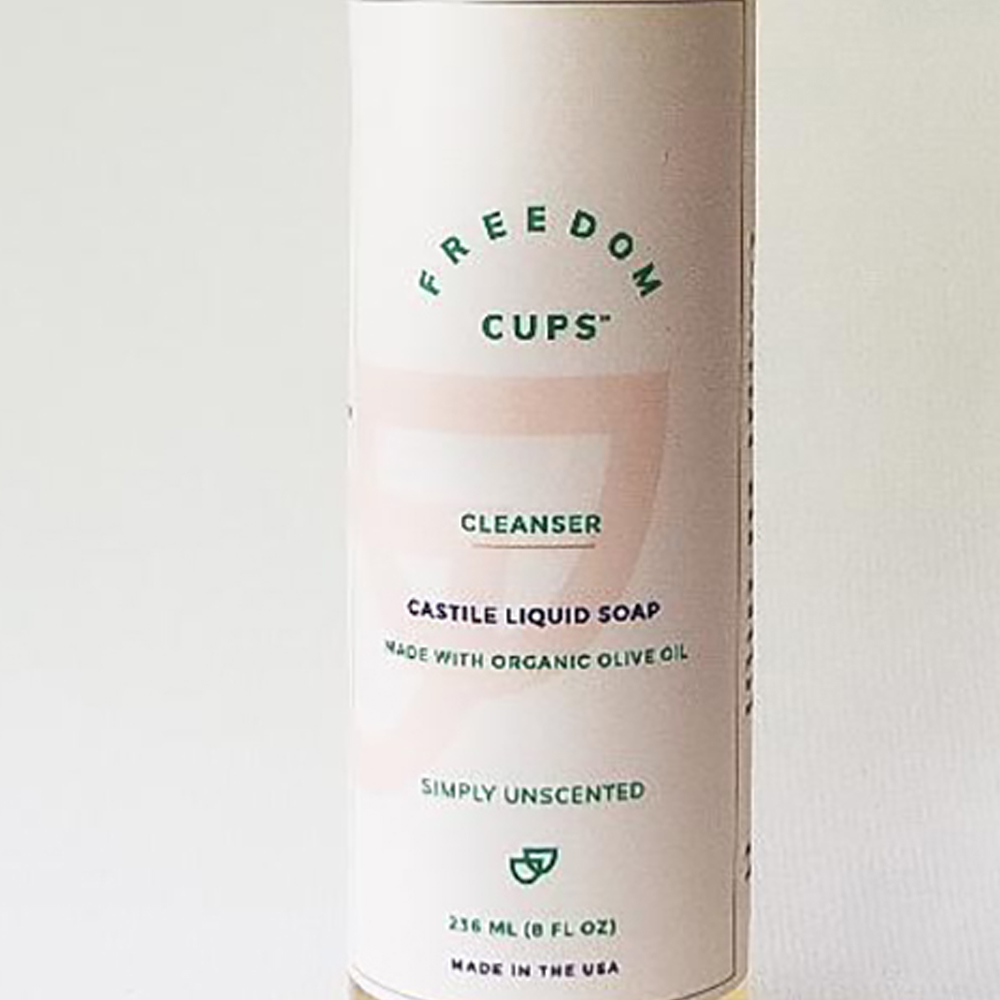 FREEDOM
CUPS™
CLEANSER
CASTILE LIQUID SOAP
MADE WITH ORGANIC OLIVE OIL
SIMPLY UNSCENTED
236 ML (8 FL OZ)
MADE IN THE USA